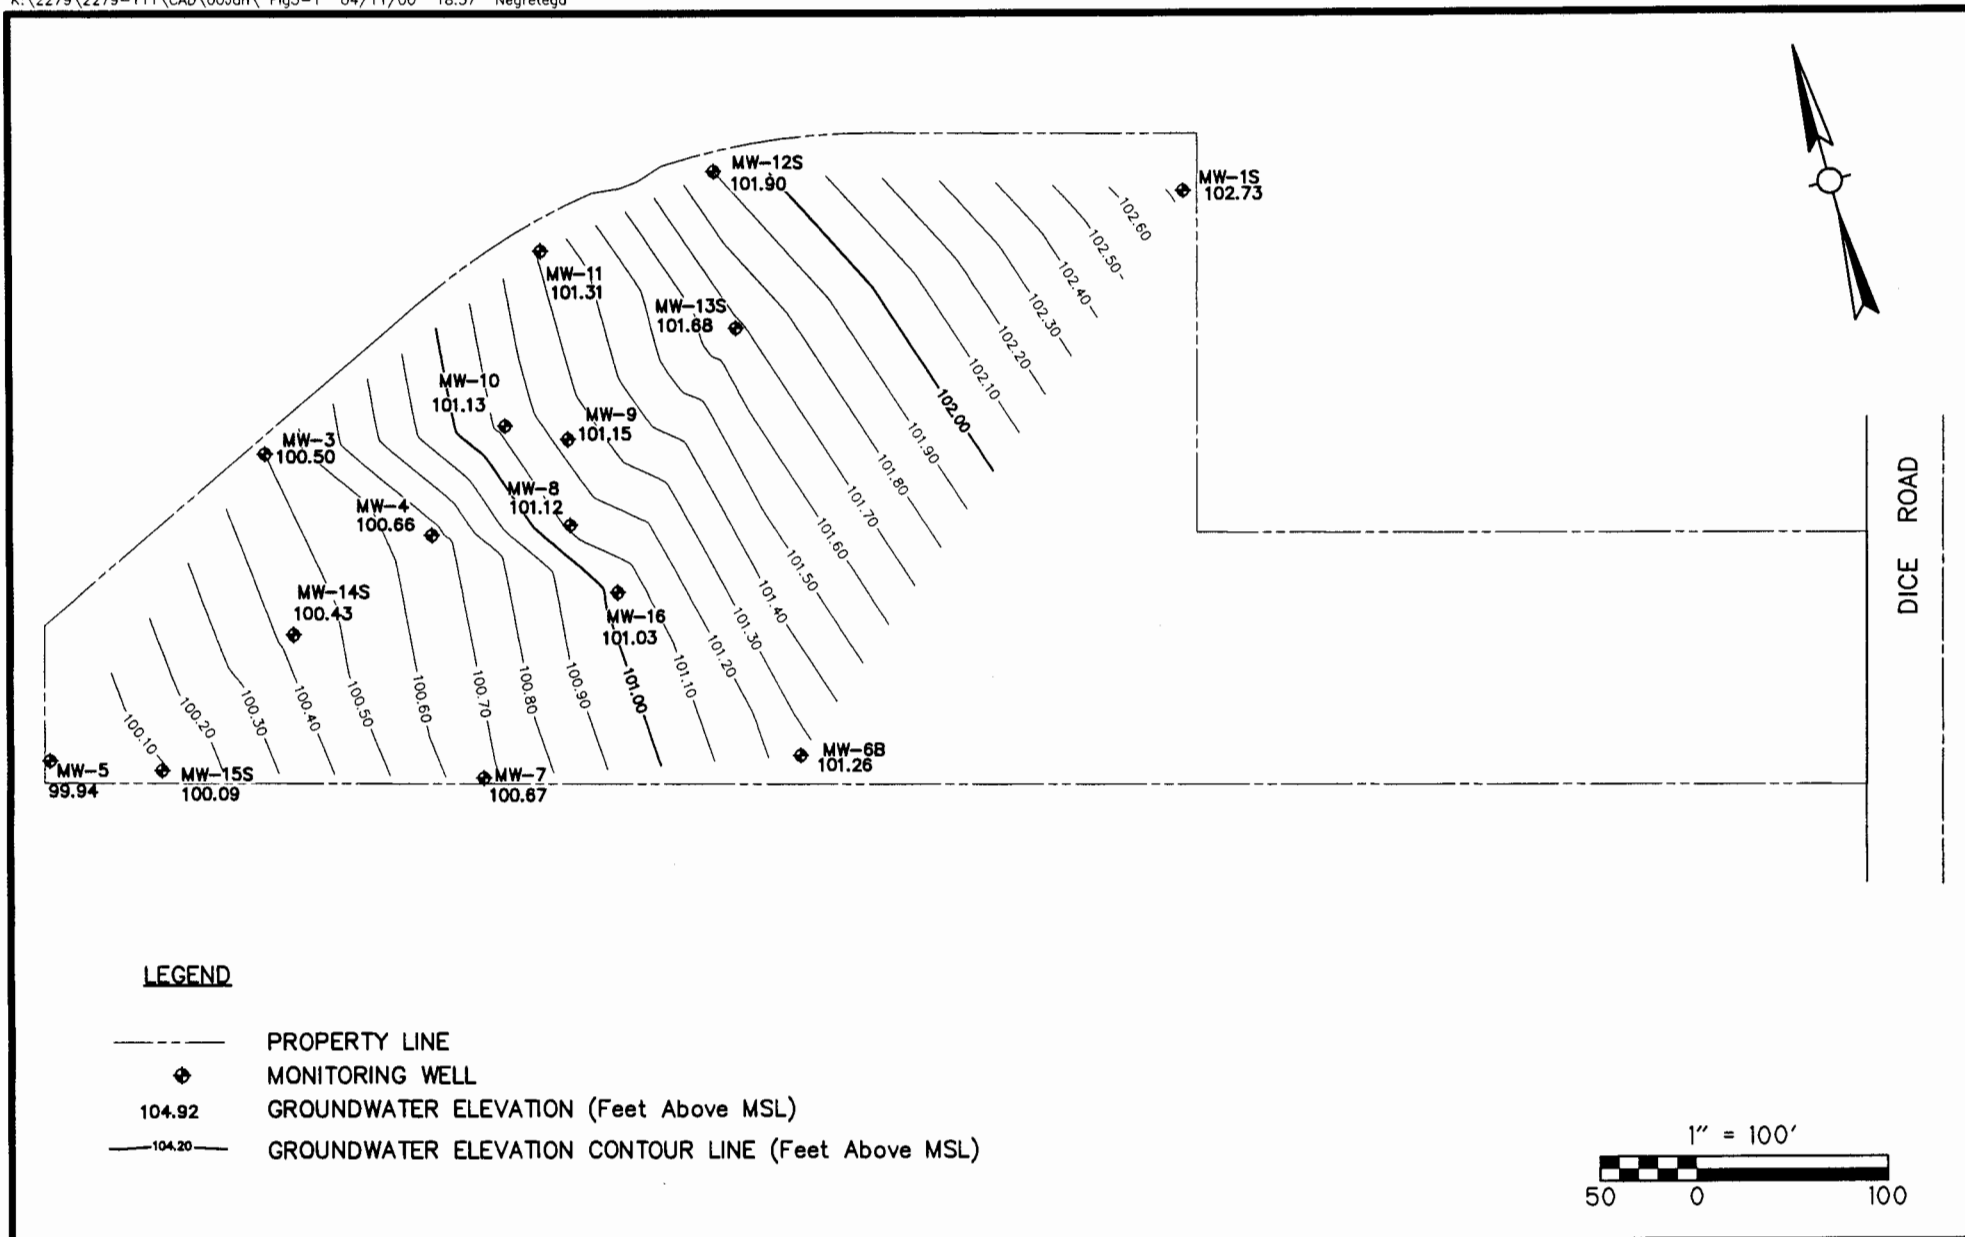 MW-12S
101.90
MW-1S
102.73
102.60
102.50
102.40
102.30
102.20
102.10
102.00
101.90
101.80
101.70
101.60
101.50
101.40
101.30
101.20
101.10
101.00
100.90
100.80
100.70
100.60
100.50
100.40
100.30
100.20
100.10
MW-11
101.31
MW-13S
101.68
MW-10
101.13
MW-9
101.15
MW-3
100.50
MW-8
101.12
MW-4
100.66
MW-14S
100.43
MW-16
101.03
MW-6B
101.26
MW-5
99.94
MW-15S
100.09
MW-7
100.67
DICE ROAD
LEGEND
PROPERTY LINE
MONITORING WELL
104.92 GROUNDWATER ELEVATION (Feet Above MSL)
104.20 GROUNDWATER ELEVATION CONTOUR LINE (Feet Above MSL)
1" = 100'
50 0 100